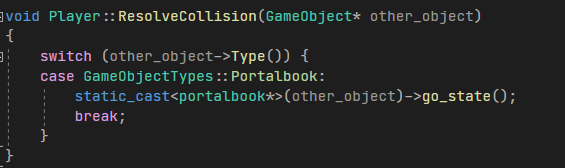 void Player::ResolveCollision(GameObject* other_object)
{
switch (other_object->Type()) {
case GameObjectTypes::Portalbook:
static_cast<portalbook*>(other_object)->go_state();
break;
}
}